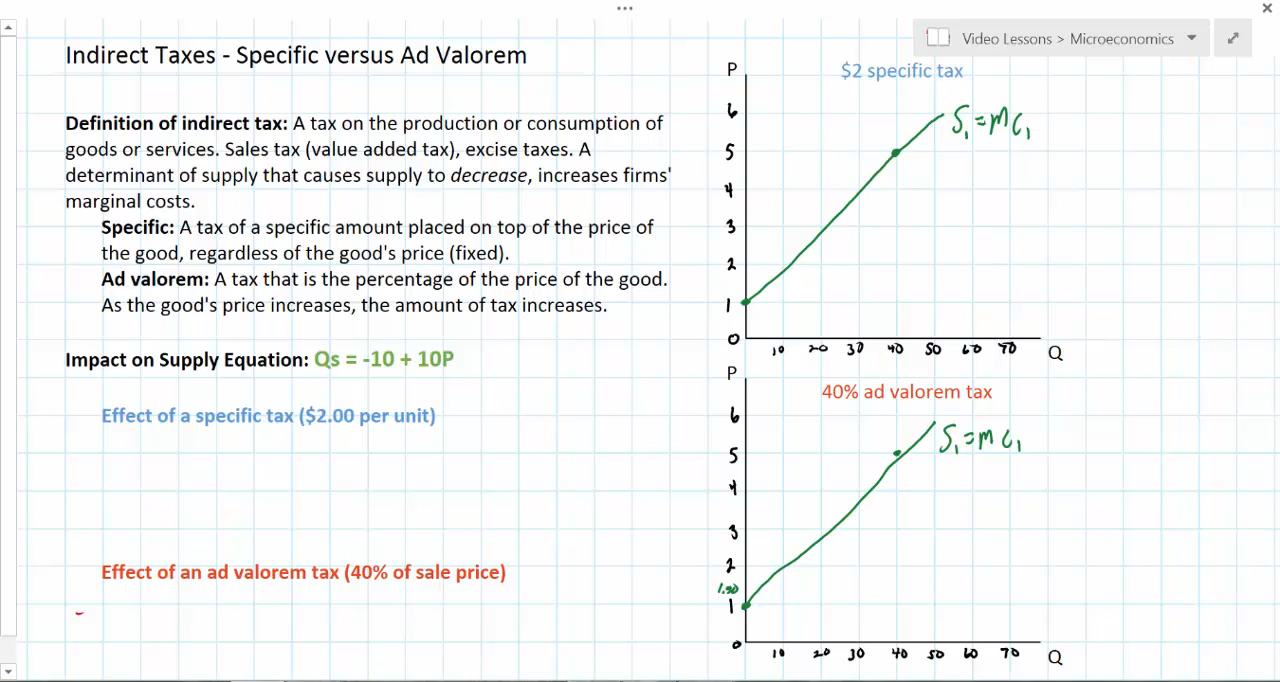 Video Lessons > Microeconomics
Indirect Taxes - Specific versus Ad Valorem
Definition of indirect tax: A tax on the production or consumption of
goods or services. Sales tax (value added tax), excise taxes. A
determinant of supply that causes supply to decrease, increases firms'
marginal costs.
Specific: A tax of a specific amount placed on top of the price of
the good, regardless of the good's price (fixed).
Ad valorem: A tax that is the percentage of the price of the good.
As the good's price increases, the amount of tax increases.
Impact on Supply Equation: Qs = -10 + 10P
Effect of a specific tax ($2.00 per unit)
Effect of an ad valorem tax (40% of sale price)
P
$2 specific tax
6
S₁=MC₁
5
4
3
2
1
0
10 20 30 40 50 60 70 Q
P
40% ad valorem tax
6
S₁=MC₁
5
4
3
2
1.50
1
0
10 20 30 40 50 60 70 Q